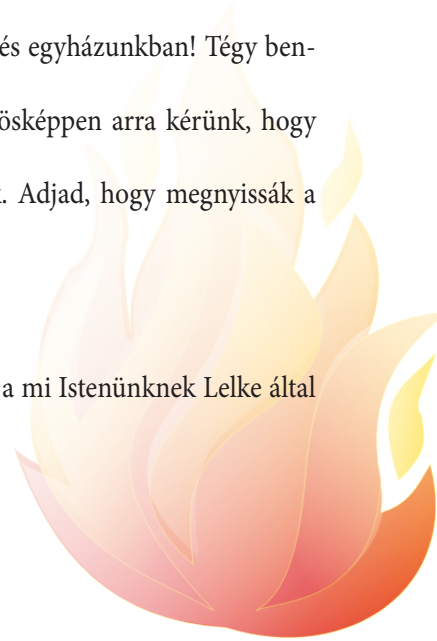 és egyházunkban! Tégy ben-
ösképpen arra kérünk, hogy
. Adjad, hogy megnyissák a
a mi Istenünknek Lelke által